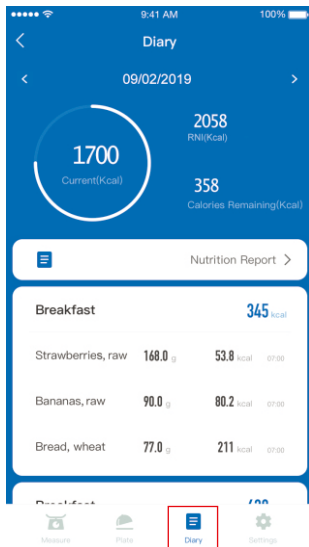 9:41 AM 100%
Diary
09/02/2019
2058
RNI(Kcal)
1700
Current(Kcal)
358
Calories Remaining(Kcal)
Nutrition Report
Breakfast 345 kcal
Strawberries, raw 168.0 g 53.8 kcal 07:00
Bananas, raw 90.0 g 80.2 kcal 07:00
Bread, wheat 77.0 g 211 kcal 07:00
Breakfast
Measure Plate Diary Settings